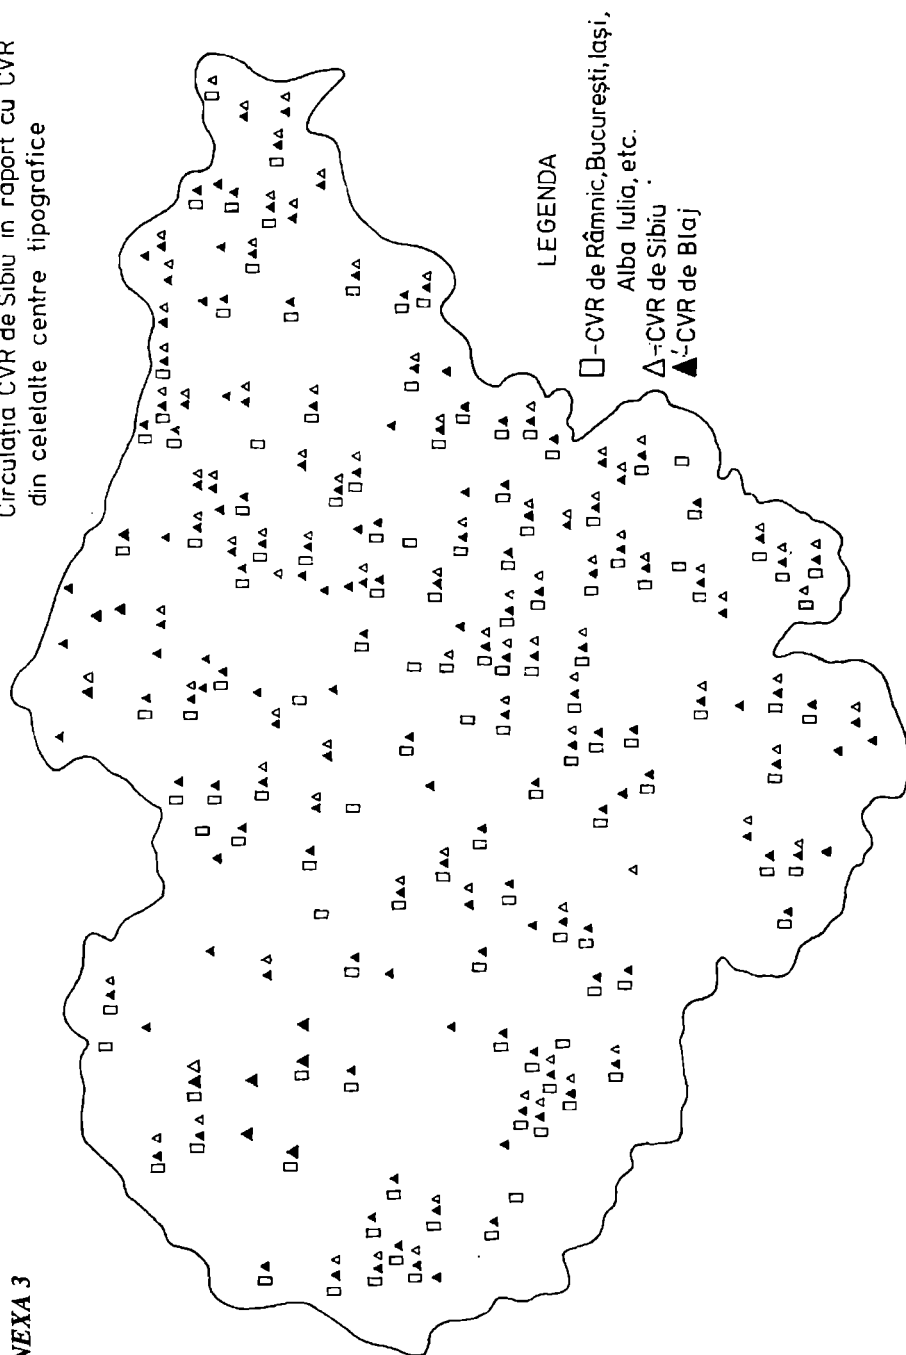 ANEXA 3
Circulația CVR de Sibiu în raport cu CVR
din celelalte centre tipografice
LEGENDA
-CVR de Râmnic, București, Iași,
Alba Iulia, etc.
-CVR de Sibiu
-CVR de Blaj